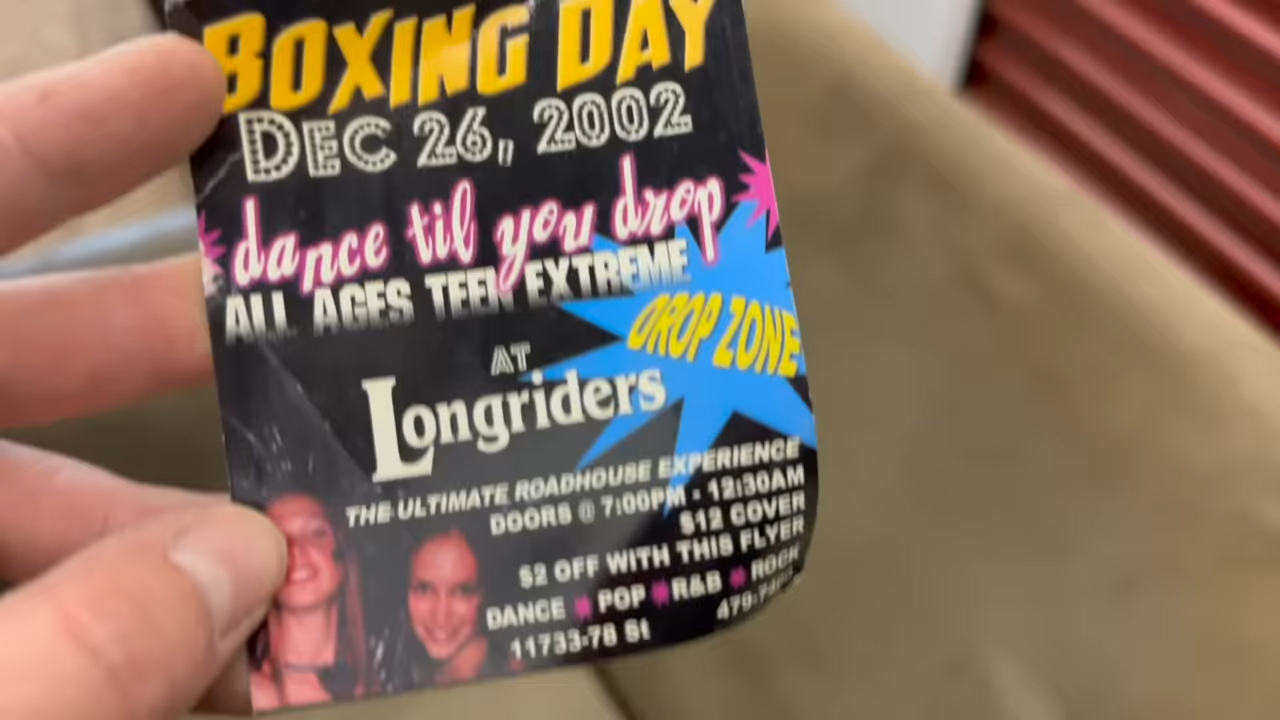 BOXING DAY
DEC 26, 2002
dance til you drop
ALL AGES TEEN EXTREME
DROP ZONE
AT
Longriders
THE ULTIMATE ROADHOUSE EXPERIENCE
DOORS @ 7:00PM - 12:30AM
$12 COVER
$2 OFF WITH THIS FLYER
DANCE POP R&B ROCK
11733-78 St